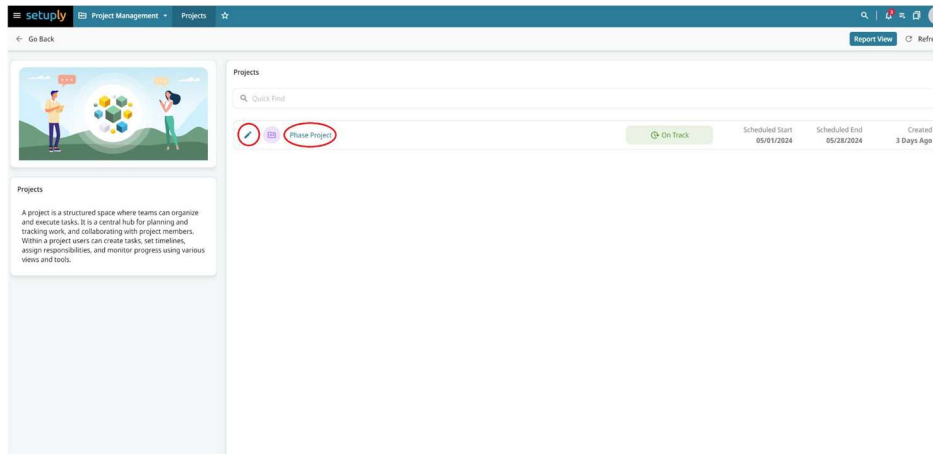 setuply Project Management Projects
3
Go Back Report View
Projects
Quick Find
Phase Project On Track Scheduled Start Scheduled End Created
05/01/2024 05/28/2024 3 Days Ago
Projects
A project is a structured space where teams can organize
and execute tasks. It is a central hub for planning and
tracking work, and collaborating with project members.
Within a project users can create tasks, set timelines,
assign responsibilities, and monitor progress using various
views and tools.